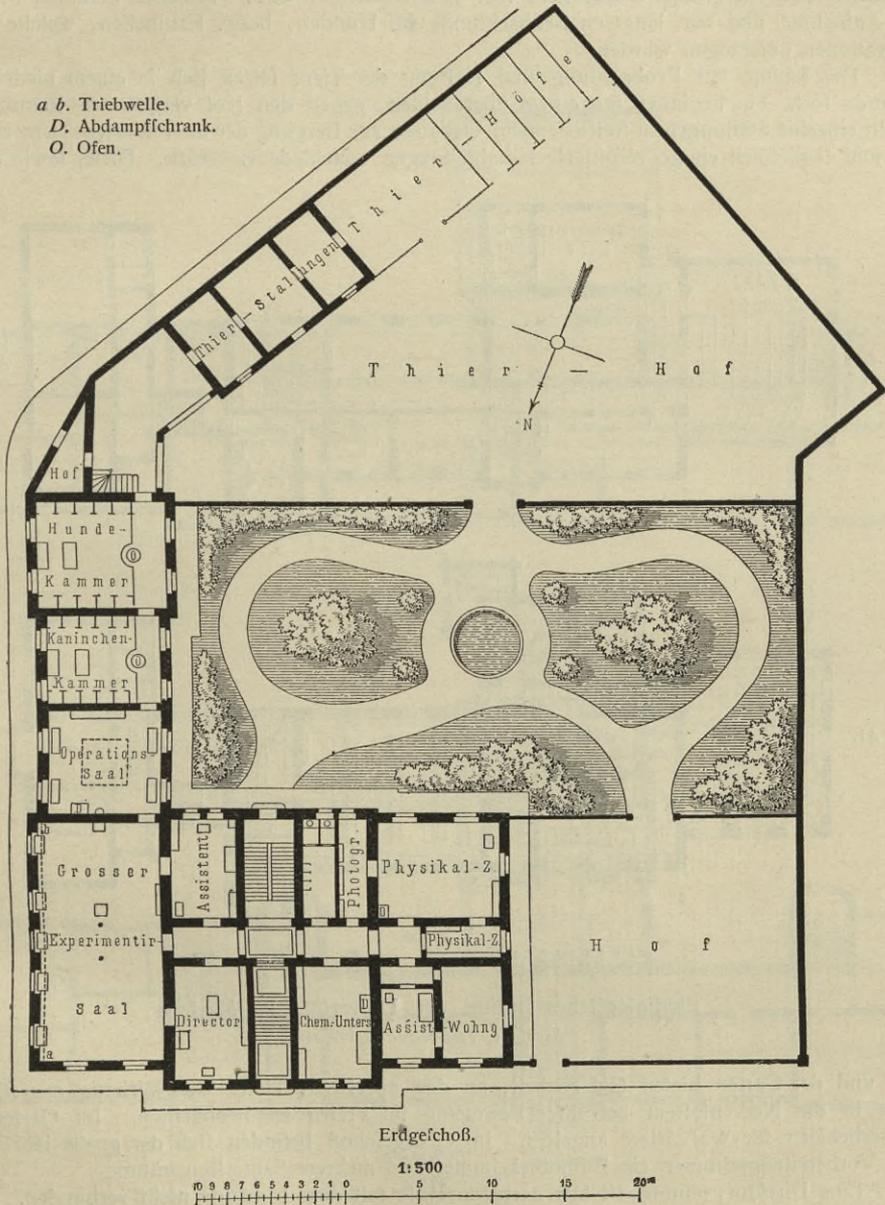 a b. Triebwelle.
D. Abdampffchrank.
O. Ofen.
Thier-Höfe
Thier-Stallungen
Thier-Hof
N
Hof
Hunde-
Kammer
O
Kaninchen-
Kammer
O
Operations-
Saal
D
b
Grosser
Experimentir-
Saal
a
Assistent
Photogr.
Physikal-Z.
Physikal-Z
Hof
Director
Chem.-Unters.
D
Assist.-Wohng
Erdgefchoß.
1:500
10 9 8 7 6 5 4 3 2 1 0 5 10 15 20m